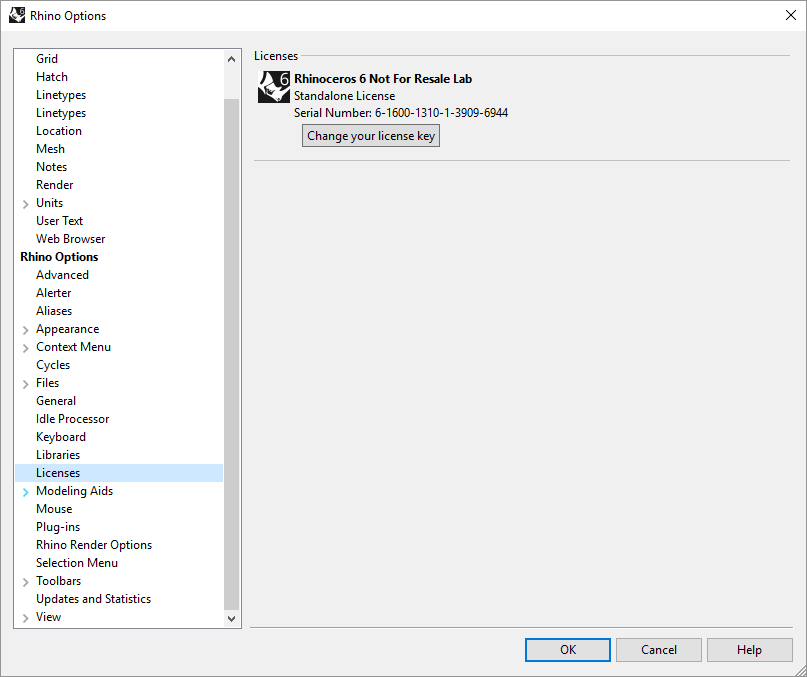 Rhino Options
Grid
Hatch
Linetypes
Linetypes
Location
Mesh
Notes
Render
Units
User Text
Web Browser
Rhino Options
Advanced
Alerter
Aliases
Appearance
Context Menu
Cycles
Files
General
Idle Processor
Keyboard
Libraries
Licenses
Modeling Aids
Mouse
Plug-ins
Rhino Render Options
Selection Menu
Toolbars
Updates and Statistics
View
Licenses
6
Rhinoceros 6 Not For Resale Lab
Standalone License
Serial Number: 6-1600-1310-1-3909-6944
Change your license key
OK
Cancel
Help